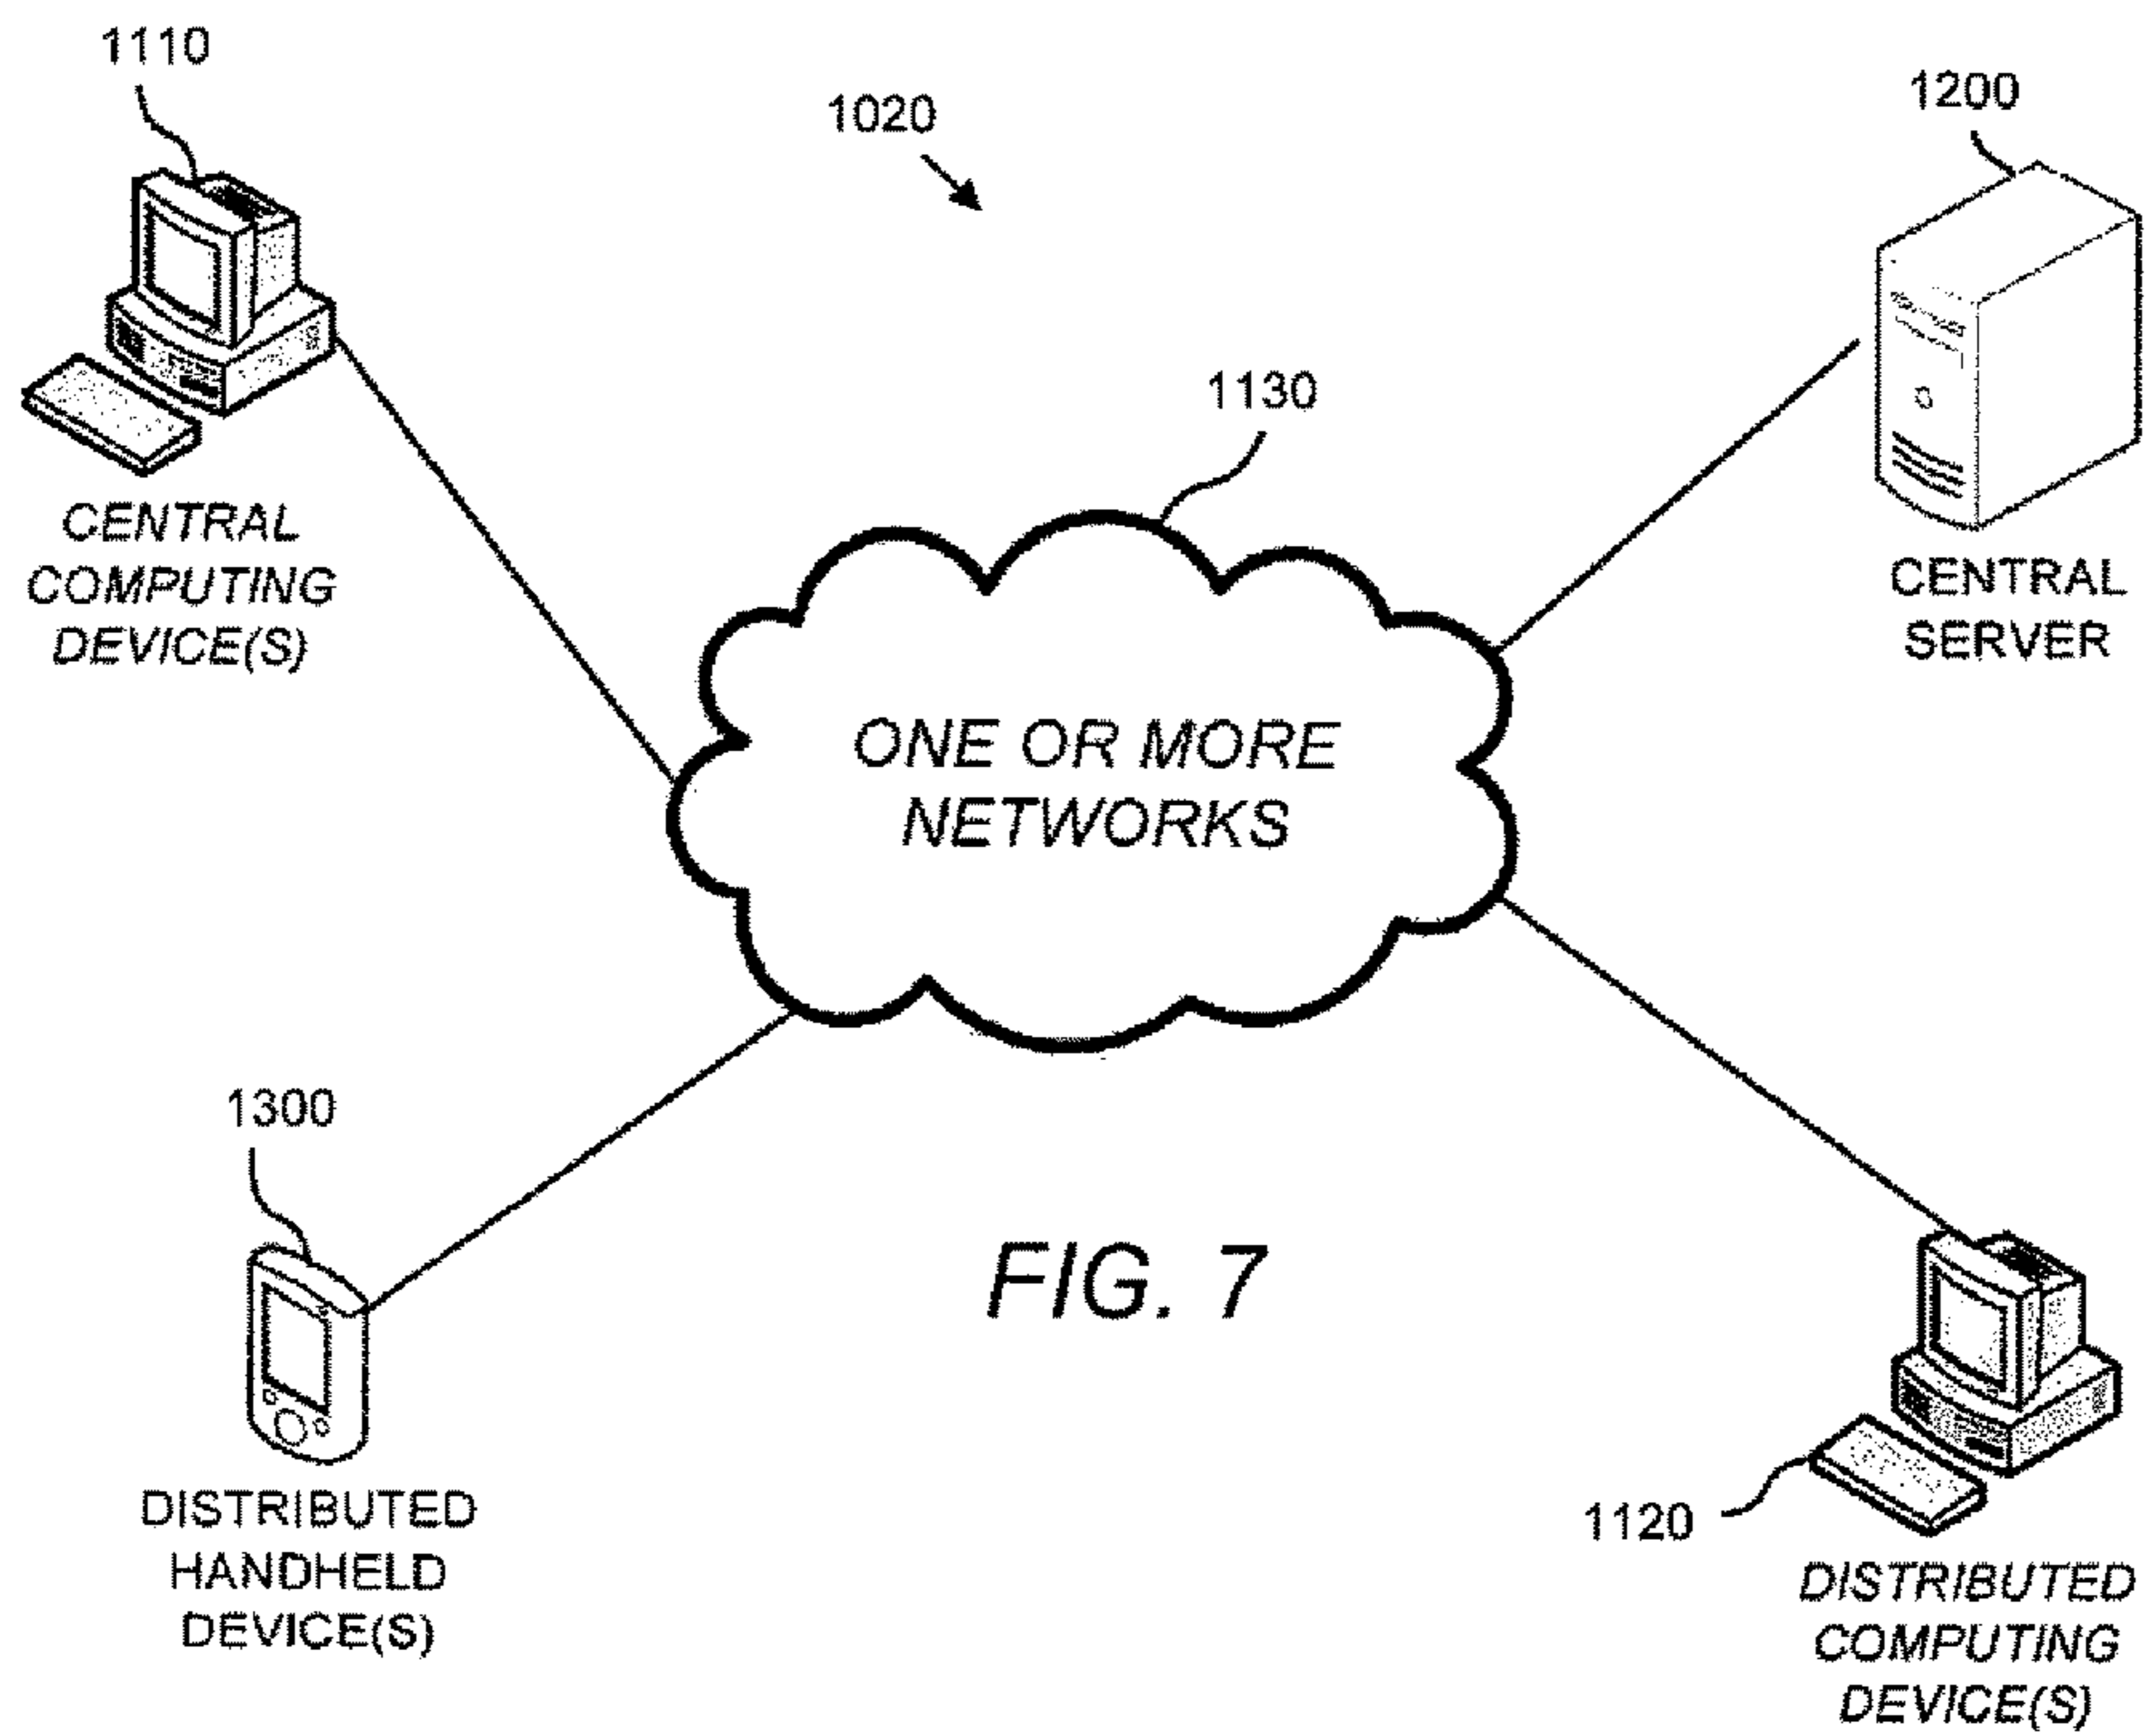 1110
1020
1200
CENTRAL
COMPUTING
DEVICE(S)
1130
CENTRAL
SERVER
ONE OR MORE
NETWORKS
1300
DISTRIBUTED
HANDHELD
DEVICE(S)
FIG. 7
1120
DISTRIBUTED
COMPUTING
DEVICE(S)